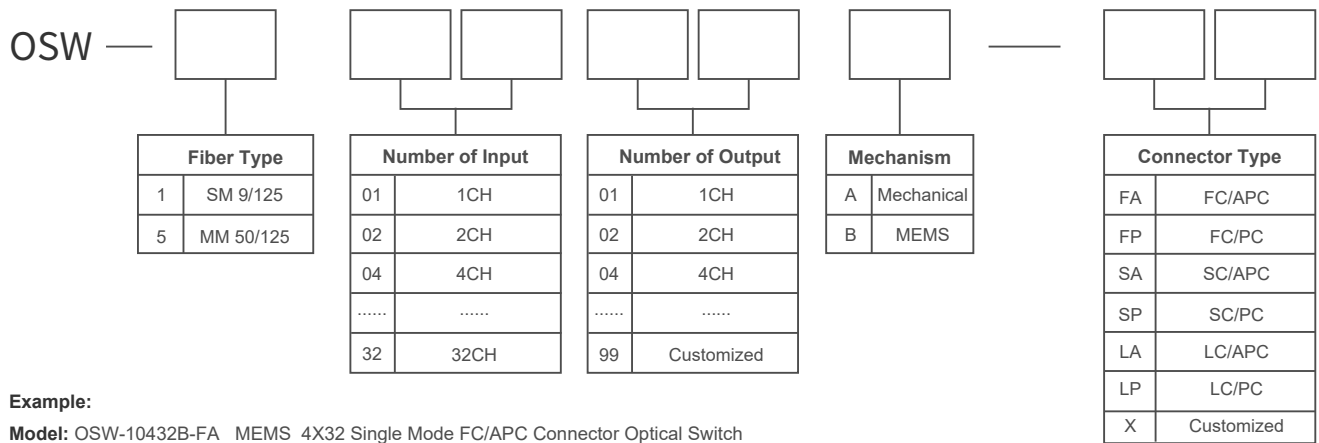 OSW — —
Fiber Type
1 SM 9/125
5 MM 50/125
Number of Input
01 1CH
02 2CH
04 4CH
...... ......
32 32CH
Number of Output
01 1CH
02 2CH
04 4CH
...... ......
99 Customized
Mechanism
A Mechanical
B MEMS
Connector Type
FA FC/APC
FP FC/PC
SA SC/APC
SP SC/PC
LA LC/APC
LP LC/PC
X Customized
Example:
Model: OSW-10432B-FA MEMS 4X32 Single Mode FC/APC Connector Optical Switch